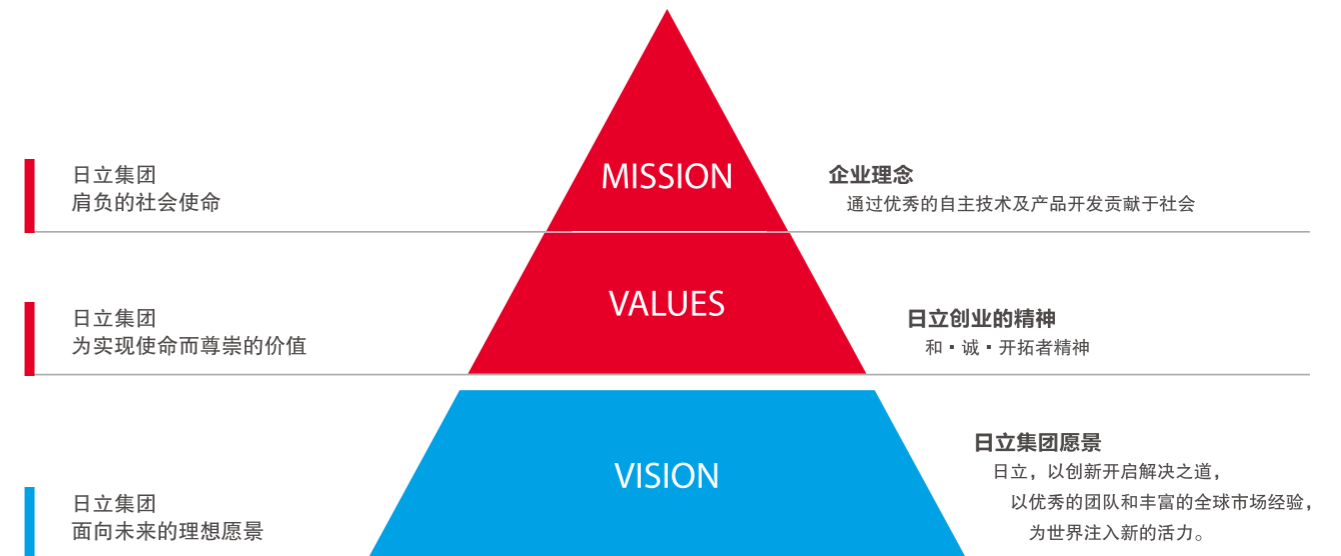 日立集团
肩负的社会使命
MISSION
企业理念
通过优秀的自主技术及产品开发贡献于社会
日立集团
为实现使命而尊崇的价值
VALUES
日立创业的精神
和·诚·开拓者精神
日立集团
面向未来的理想愿景
VISION
日立集团愿景
日立，以创新开启解决之道，
以优秀的团队和丰富的全球市场经验，
为世界注入新的活力。